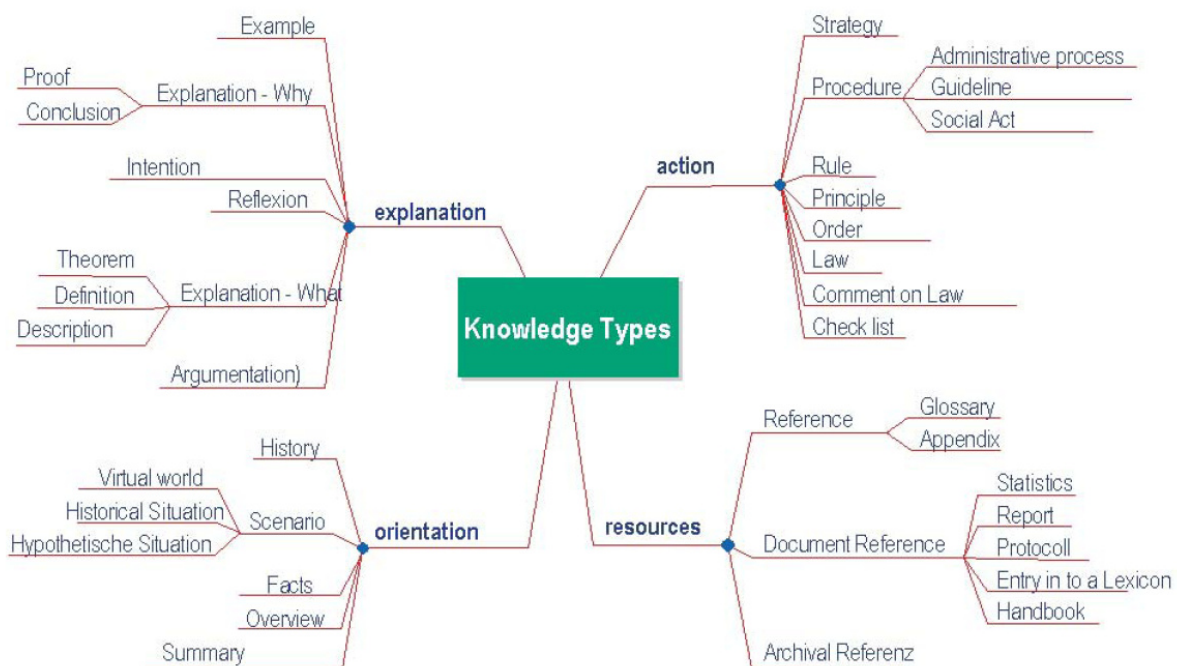 Example
Proof
Explanation - Why
Conclusion
Intention
Reflexion
explanation
Theorem
Definition
Explanation - What
Description
Argumentation)
Strategy
Administrative process
Procedure
Guideline
Social Act
action
Rule
Principle
Order
Law
Comment on Law
Check list
Knowledge Types
History
Virtual world
Historical Situation
Scenario
Hypothetische Situation
orientation
Facts
Overview
Summary
Reference
Glossary
Appendix
resources
Statistics
Report
Document Reference
Protocoll
Entry in to a Lexicon
Handbook
Archival Referenz